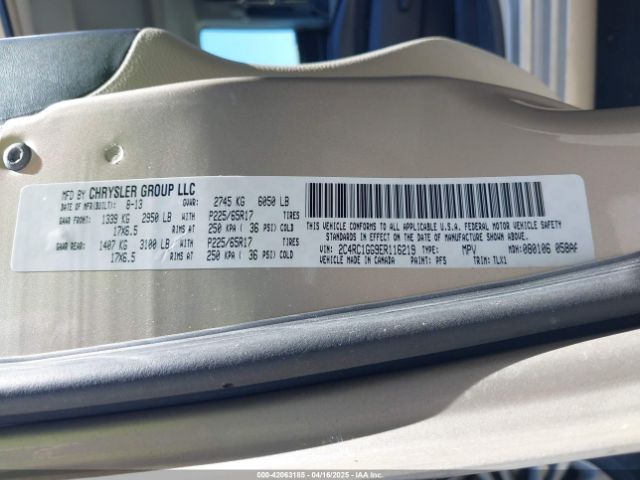 MFD BY CHRYSLER GROUP LLC
DATE OF MFR(BUILT): 8-13 GVWR: 2745 KG 6050 LB
GAWR FRONT: 1339 KG 2950 LB WITH P225/65R17 TIRES
17X6.5 RIMS AT 250 KPA ( 36 PSI) COLD
GAWR REAR: 1407 KG 3100 LB WITH P225/65R17 TIRES
17X6.5 RIMS AT 250 KPA ( 36 PSI) COLD
THIS VEHICLE CONFORMS TO ALL APPLICABLE U.S.A. FEDERAL MOTOR VEHICLE SAFETY
STANDARDS IN EFFECT ON THE DATE OF MANUFACTURE SHOWN ABOVE.
VIN: 2C4RC1GG9ER116219 TYPE: MPV MDH: 080106 058AF
VEHICLE MADE IN CANADA PAINT: PFS TRIM: TLX1
000-42063185 - 04/16/2025 - IAAI.COM